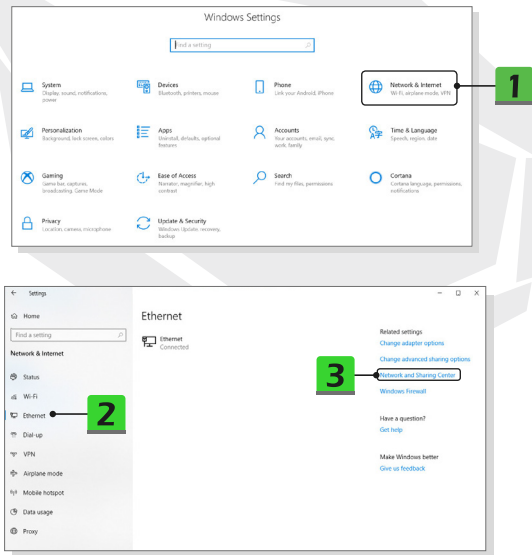 Windows Settings
Find a setting
System
Display, sound, notifications,
power
Devices
Bluetooth, printers, mouse
Phone
Link your Android, iPhone
Network & Internet
Wi-Fi, airplane mode, VPN
1
Personalization
Background, lock screen, colors
Apps
Uninstall, defaults, optional
features
Accounts
Your accounts, email, sync,
work, family
Time & Language
Speech, region, date
Gaming
Game bar, captures,
broadcasting, Game Mode
Ease of Access
Narrator, magnifier, high
contrast
Search
Find my files, permissions
Cortana
Cortana language, permissions,
notifications
Privacy
Location, camera, microphone
Update & Security
Windows Update, recovery,
backup
Settings
Home
Find a setting
Network & Internet
Status
Wi-Fi
Ethernet
2
Dial-up
VPN
Airplane mode
Mobile hotspot
Data usage
Proxy
Ethernet
Ethernet
Connected
Related settings
Change adapter options
Change advanced sharing options
3
Network and Sharing Center
Windows Firewall
Have a question?
Get help
Make Windows better
Give us feedback